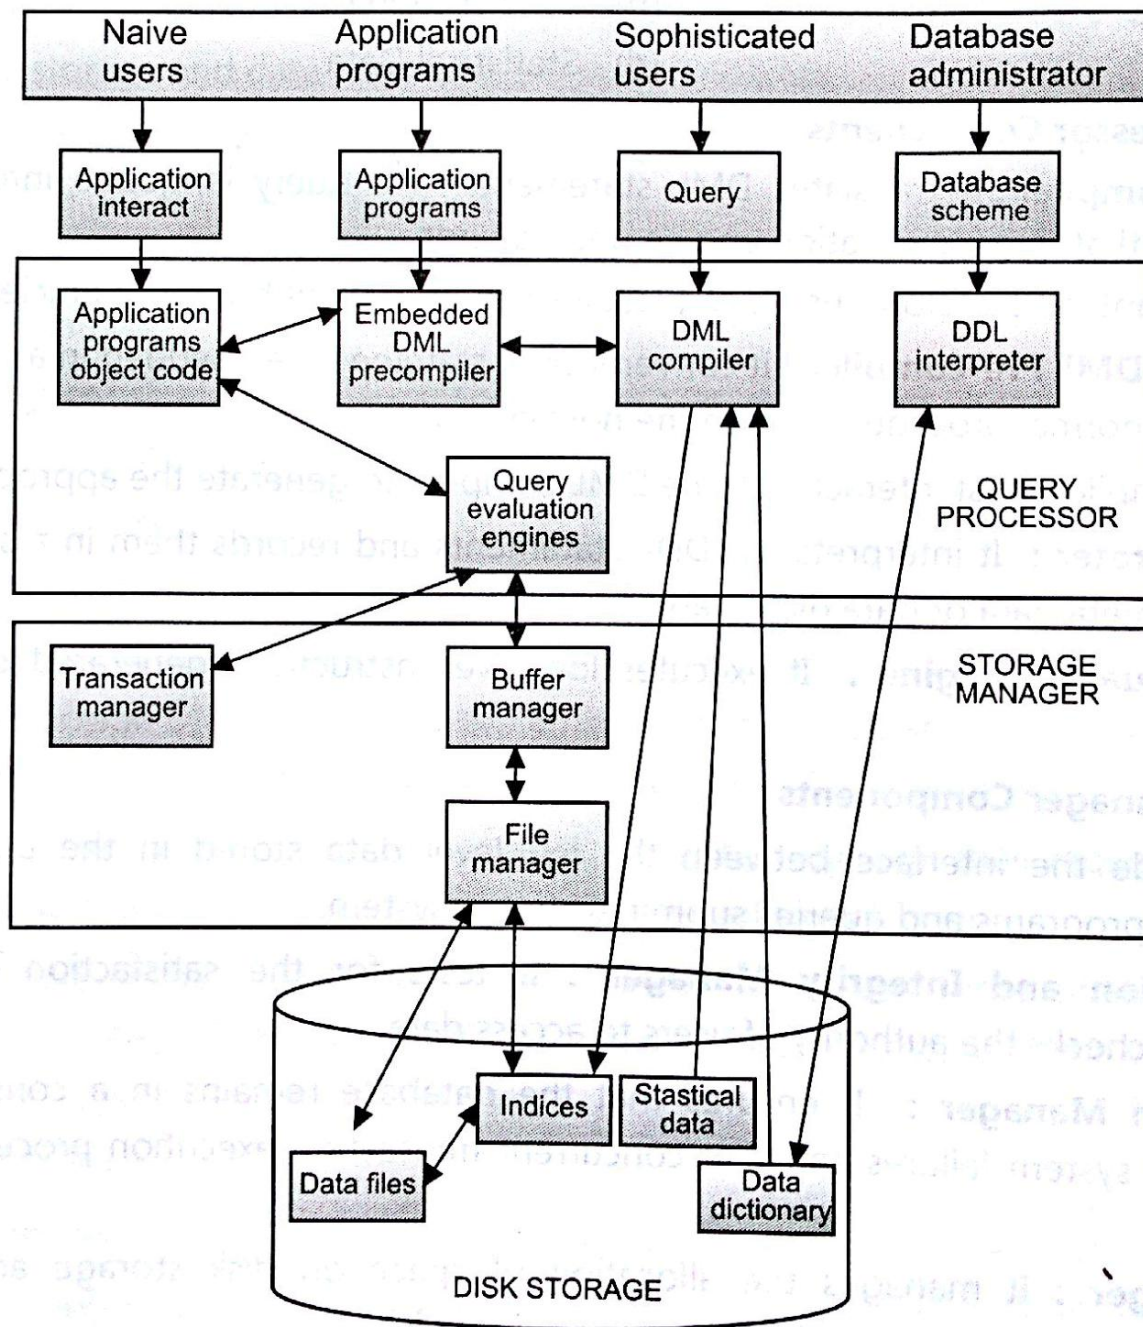 Naive
users
Application
programs
Sophisticated
users
Database
administrator
Application
interact
Application
programs
Query
Database
scheme
Application
programs
object code
Embedded
DML
precompiler
DML
compiler
DDL
interpreter
Query
evaluation
engines
QUERY
PROCESSOR
Transaction
manager
Buffer
manager
STORAGE
MANAGER
File
manager
Indices
Stastical
data
Data files
Data
dictionary
DISK STORAGE